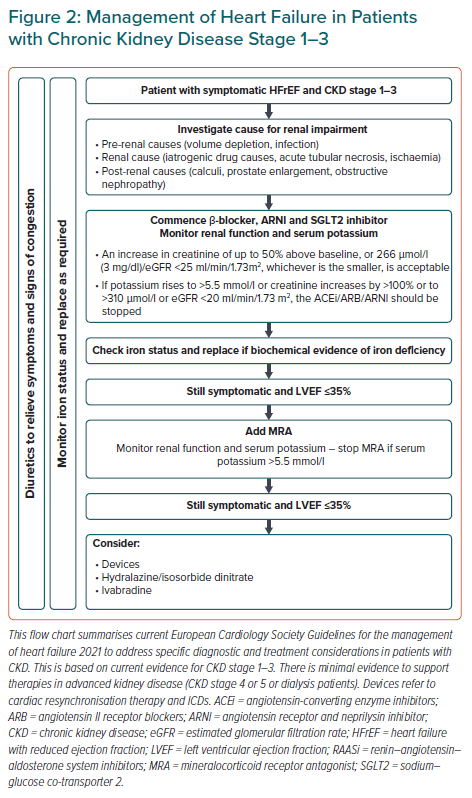 Figure 2: Management of Heart Failure in Patients
with Chronic Kidney Disease Stage 1–3
Diuretics to relieve symptoms and signs of congestion
Monitor iron status and replace as required
Patient with symptomatic HFrEF and CKD stage 1–3
Investigate cause for renal impairment
• Pre-renal causes (volume depletion, infection)
• Renal cause (iatrogenic drug causes, acute tubular necrosis, ischaemia)
• Post-renal causes (calculi, prostate enlargement, obstructive
nephropathy)
Commence β-blocker, ARNI and SGLT2 inhibitor
Monitor renal function and serum potassium
• An increase in creatinine of up to 50% above baseline, or 266 μmol/l
(3 mg/dl)/eGFR <25 ml/min/1.73m², whichever is the smaller, is acceptable
• If potassium rises to >5.5 mmol/l or creatinine increases by >100% or to
>310 μmol/l or eGFR <20 ml/min/1.73 m², the ACEi/ARB/ARNI should be
stopped
Check iron status and replace if biochemical evidence of iron deficiency
Still symptomatic and LVEF ≤35%
Add MRA
Monitor renal function and serum potassium – stop MRA if serum
potassium >5.5 mmol/l
Still symptomatic and LVEF ≤35%
Consider:
• Devices
• Hydralazine/isosorbide dinitrate
• Ivabradine
This flow chart summarises current European Cardiology Society Guidelines for the management
of heart failure 2021 to address specific diagnostic and treatment considerations in patients with
CKD. This is based on current evidence for CKD stage 1–3. There is minimal evidence to support
therapies in advanced kidney disease (CKD stage 4 or 5 or dialysis patients). Devices refer to
cardiac resynchronisation therapy and ICDs. ACEi = angiotensin-converting enzyme inhibitors;
ARB = angiotensin II receptor blockers; ARNI = angiotensin receptor and neprilysin inhibitor;
CKD = chronic kidney disease; eGFR = estimated glomerular filtration rate; HFrEF = heart failure
with reduced ejection fraction; LVEF = left ventricular ejection fraction; RAASi = renin–angiotensin–
aldosterone system inhibitors; MRA = mineralocorticoid receptor antagonist; SGLT2 = sodium–
glucose co-transporter 2.